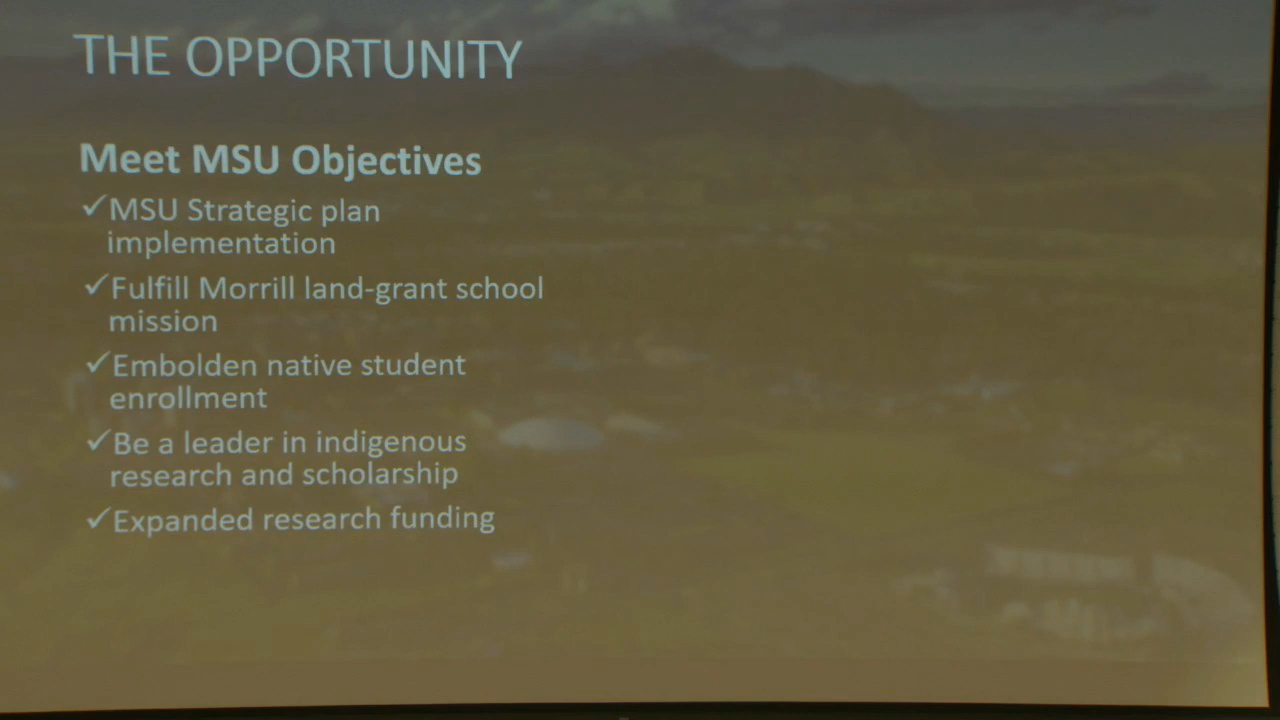 THE OPPORTUNITY
Meet MSU Objectives
✓MSU Strategic plan
implementation
✓Fulfill Morrill land-grant school
mission
✓Embolden native student
enrollment
✓Be a leader in indigenous
research and scholarship
✓Expanded research funding